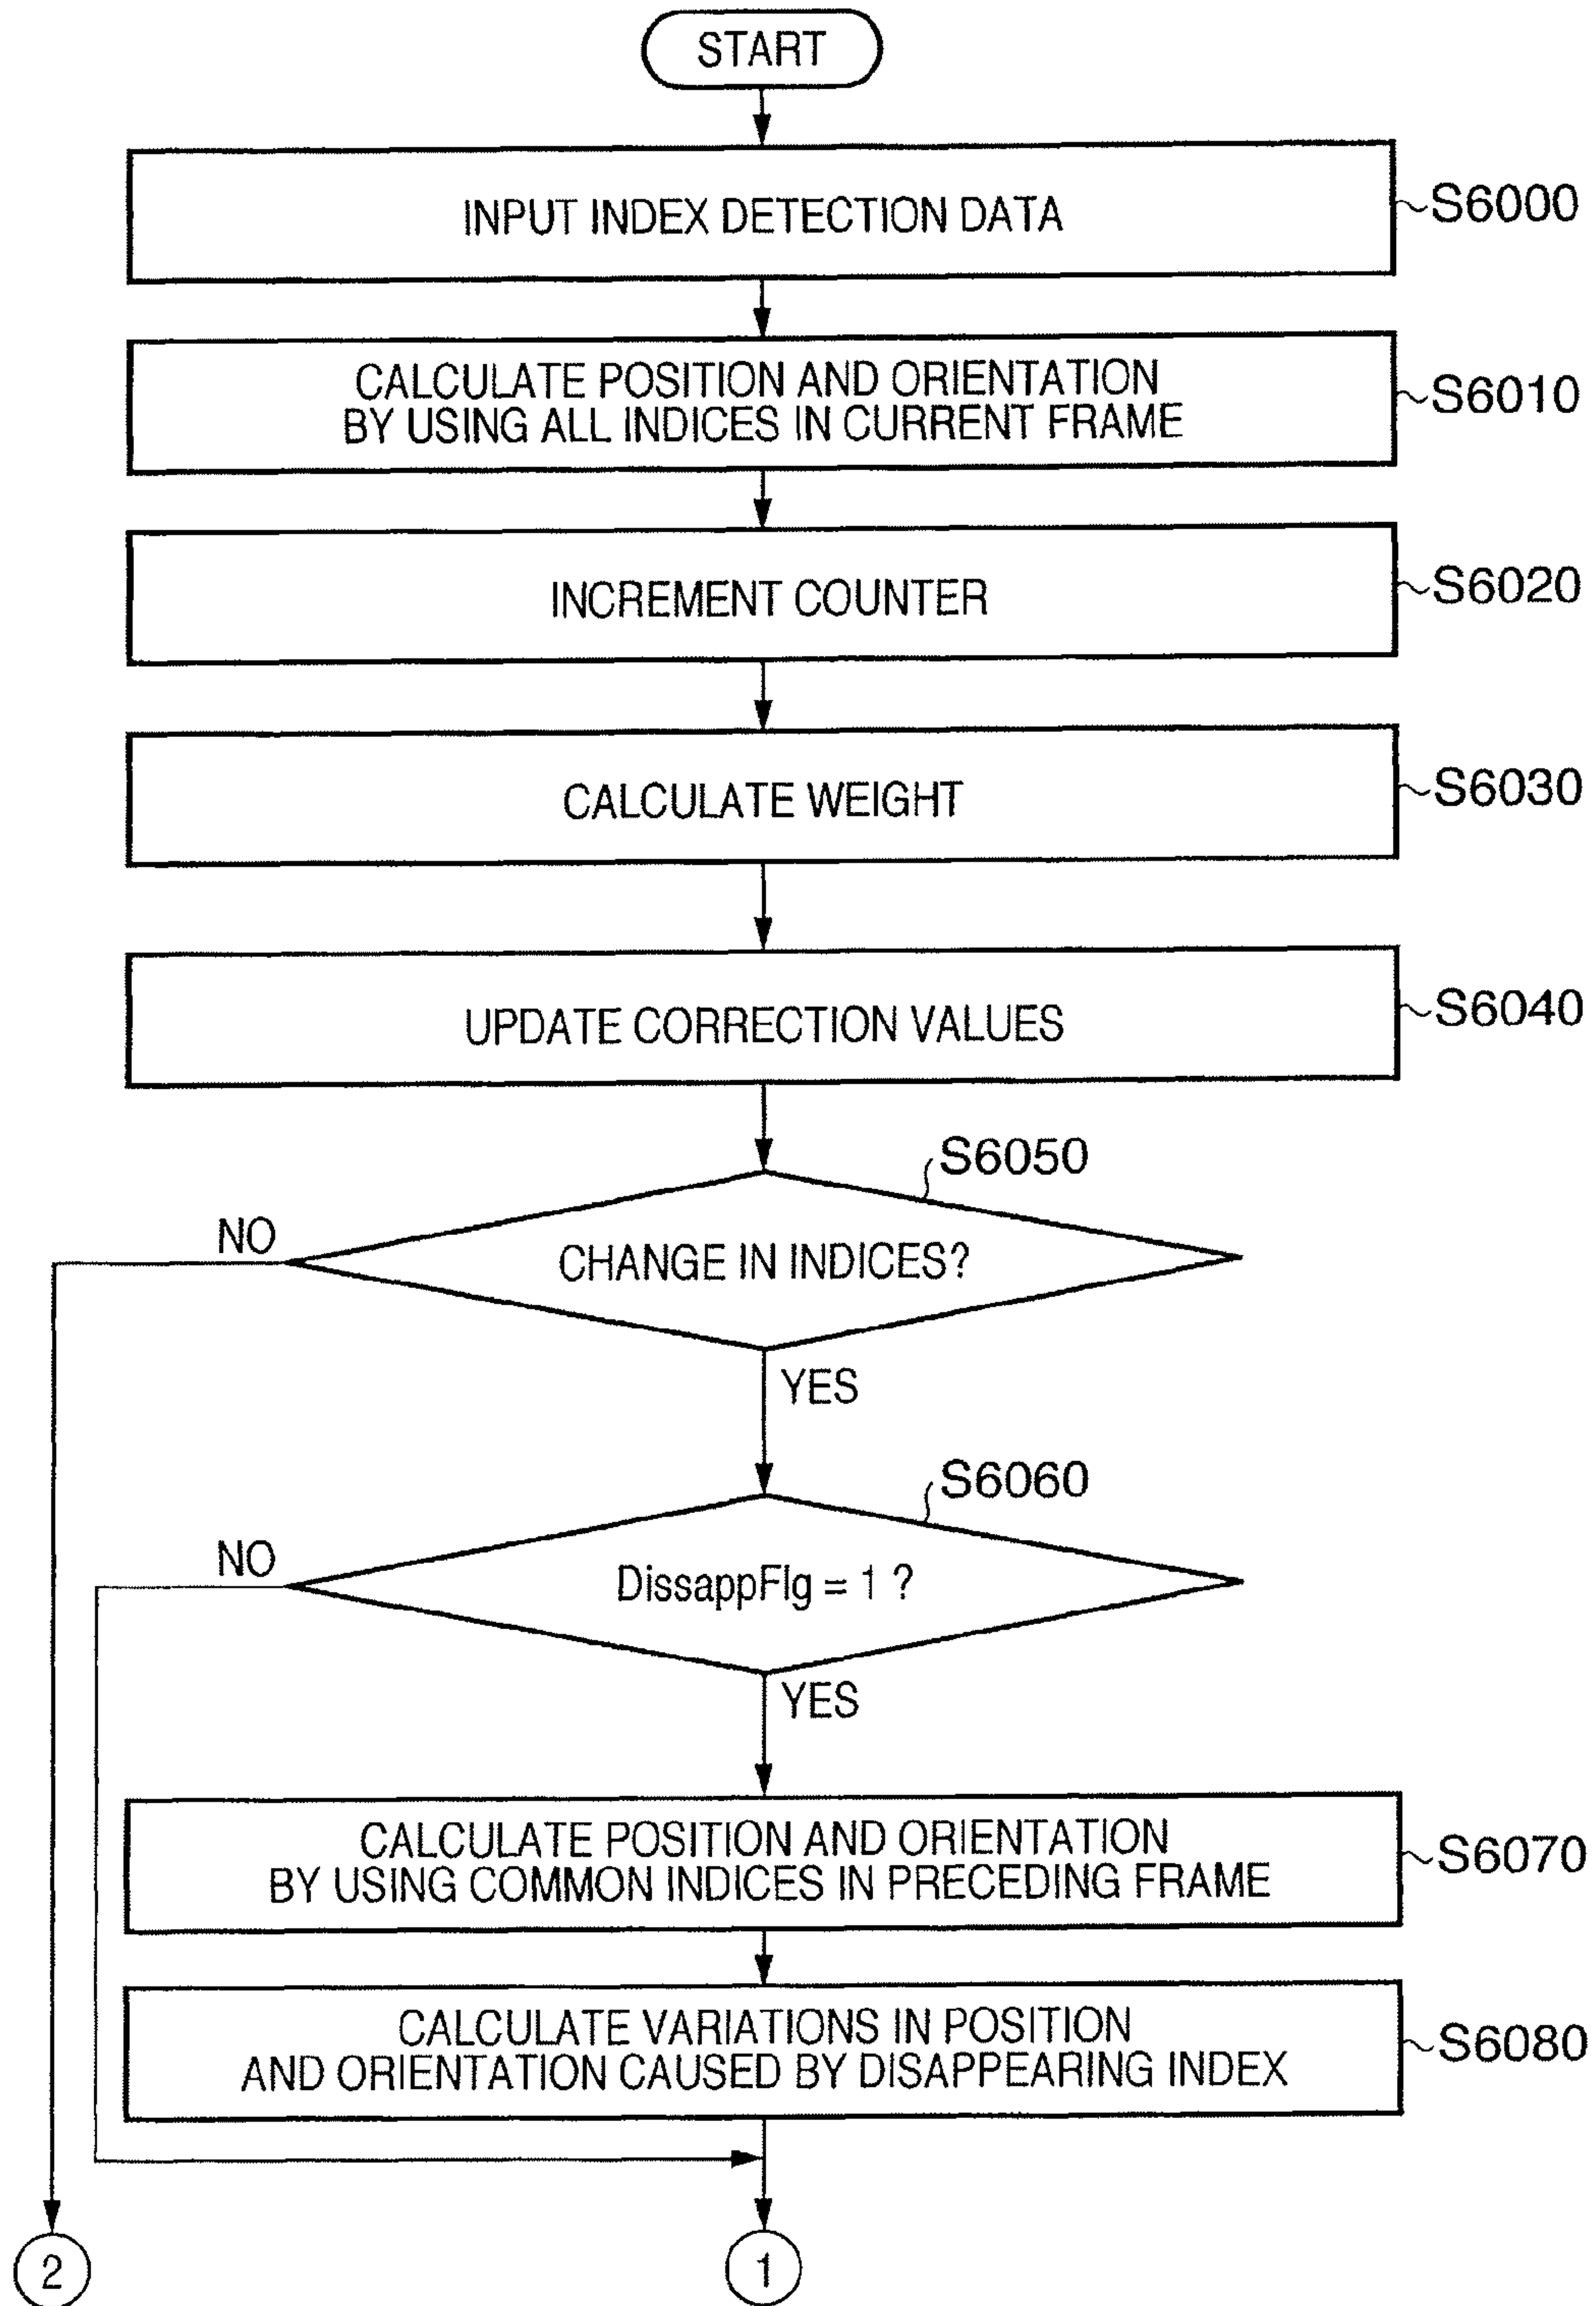 START
INPUT INDEX DETECTION DATA
S6000
CALCULATE POSITION AND ORIENTATION
BY USING ALL INDICES IN CURRENT FRAME
S6010
INCREMENT COUNTER
S6020
CALCULATE WEIGHT
S6030
UPDATE CORRECTION VALUES
S6040
S6050
NO
CHANGE IN INDICES?
YES
S6060
NO
DissappFlg = 1 ?
YES
CALCULATE POSITION AND ORIENTATION
BY USING COMMON INDICES IN PRECEDING FRAME
S6070
CALCULATE VARIATIONS IN POSITION
AND ORIENTATION CAUSED BY DISAPPEARING INDEX
S6080
2
1